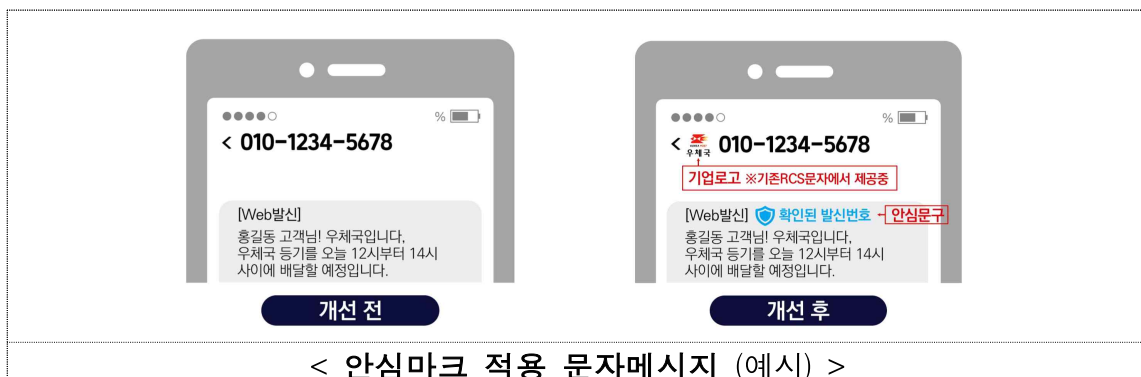 %
< 010-1234-5678
[Web발신]
홍길동 고객님! 우체국입니다,
우체국 등기를 오늘 12시부터 14시
사이에 배달할 예정입니다.
개선 전
%
< 우체국 010-1234-5678
기업로고 ※기존RCS문자에서 제공중
[Web발신] 확인된 발신번호 안심문구
홍길동 고객님! 우체국입니다,
우체국 등기를 오늘 12시부터 14시
사이에 배달할 예정입니다.
개선 후
< 안심마크 적용 문자메시지 (예시) >